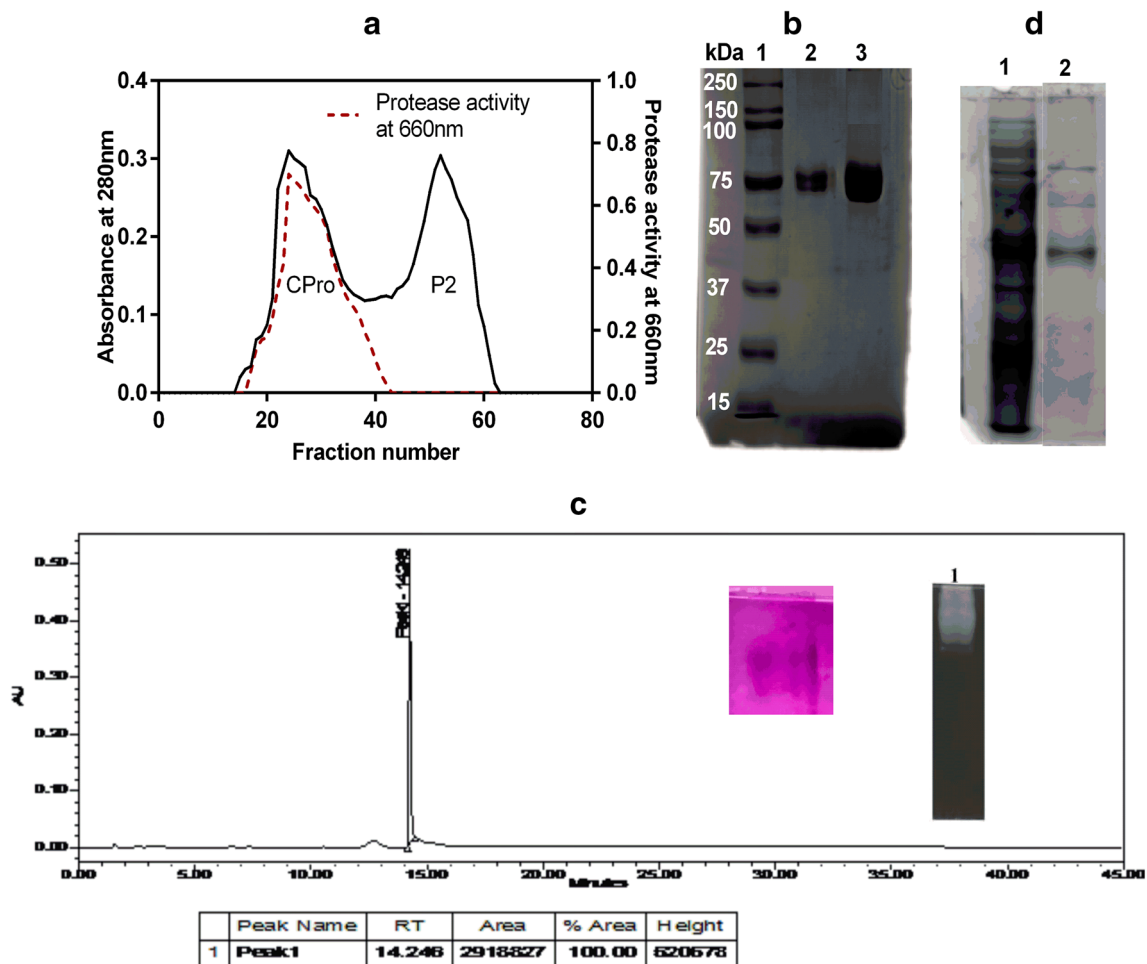 a
Absorbance at 280nm
0.4
0.3
0.2
0.1
0.0
Protease activity
at 660nm
CPro
P2
1.0
0.8
0.6
0.4
0.2
0.0
Protease activity at 660nm
0 20 40 60 80
Fraction number
b
kDa 1 2 3
250
150
100
75
50
37
25
15
d
1 2
c
AU
0.50
0.40
0.30
0.20
0.10
0.00
Peak1 - 14.246
1
0.00 5.00 10.00 15.00 20.00 25.00 30.00 35.00 40.00 45.00
Minutes
Peak Name RT Area % Area Height
1 Peak1 14.246 2918827 100.00 520578